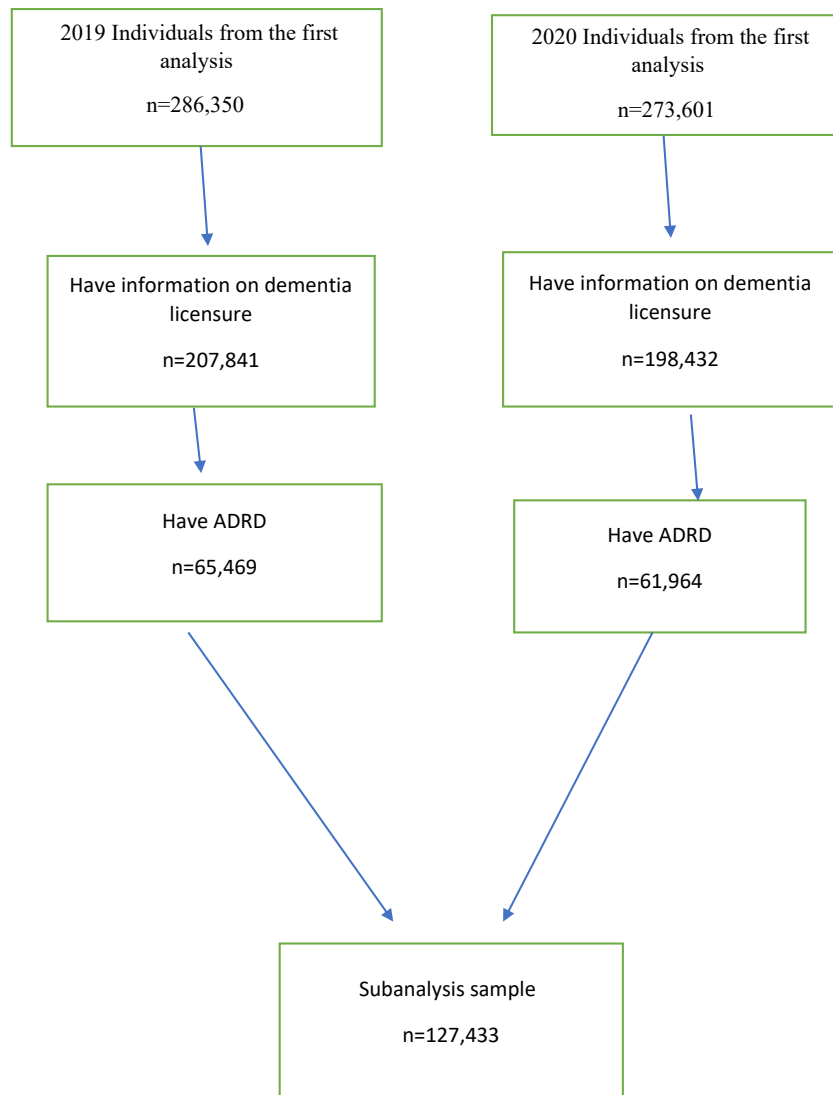 2019 Individuals from the first
analysis
n=286,350
2020 Individuals from the first
analysis
n=273,601
Have information on dementia
licensure
n=207,841
Have information on dementia
licensure
n=198,432
Have ADRD
n=65,469
Have ADRD
n=61,964
Subanalysis sample
n=127,433